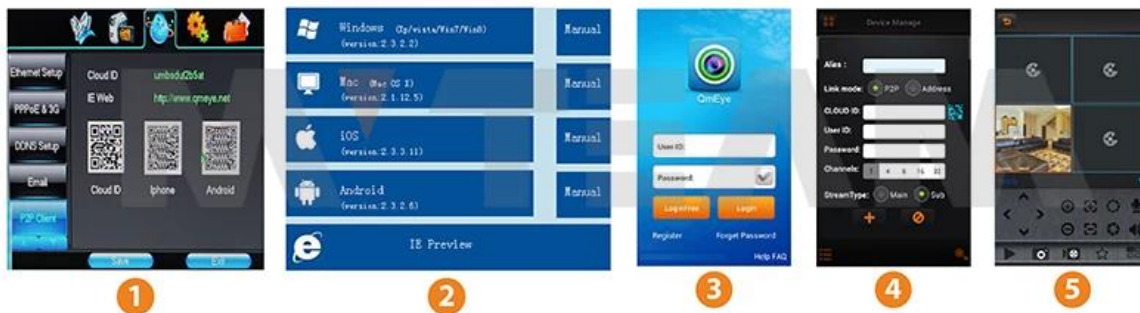 Ethernet Setup
PPPoE & 3G
DDNS Setup
Email
P2P Client
Cloud ID
IE Web
http://www.qmeye.net
Cloud ID Iphone Android
Save Exit
1
Windows (Xp/vista/Win7/Win8)
(version:2.3.2.2)
Manual
Mac (Mac OS X)
(version:2.1.12.5)
Manual
iOS
(version:2.3.3.11)
Manual
Android
(version:2.3.2.6)
Manual
IE Preview
2
QmEye
User ID:
Password:
Login Free Login
Register Forget Password
Help FAQ
3
Device Manage
Alias :
Link mode: P2P Address
CLOUD ID:
User ID:
Password:
Channels: 1 4 8 16 32
StreamType: Main Sub
4
5